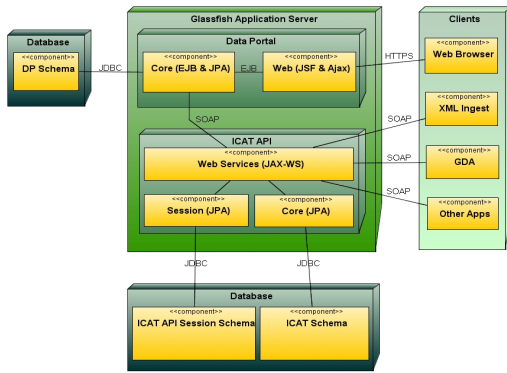 Glassfish Application Server
Clients
Database
<<component>>
DP Schema
JDBC
Data Portal
<<component>>
Core (EJB & JPA)
EJB
<<component>>
Web (JSF & Ajax)
HTTPS
<<component>>
Web Browser
SOAP
<<component>>
XML Ingest
SOAP
ICAT API
<<component>>
Web Services (JAX-WS)
SOAP
<<component>>
GDA
SOAP
<<component>>
Other Apps
<<component>>
Session (JPA)
<<component>>
Core (JPA)
JDBC
JDBC
Database
<<component>>
ICAT API Session Schema
<<component>>
ICAT Schema